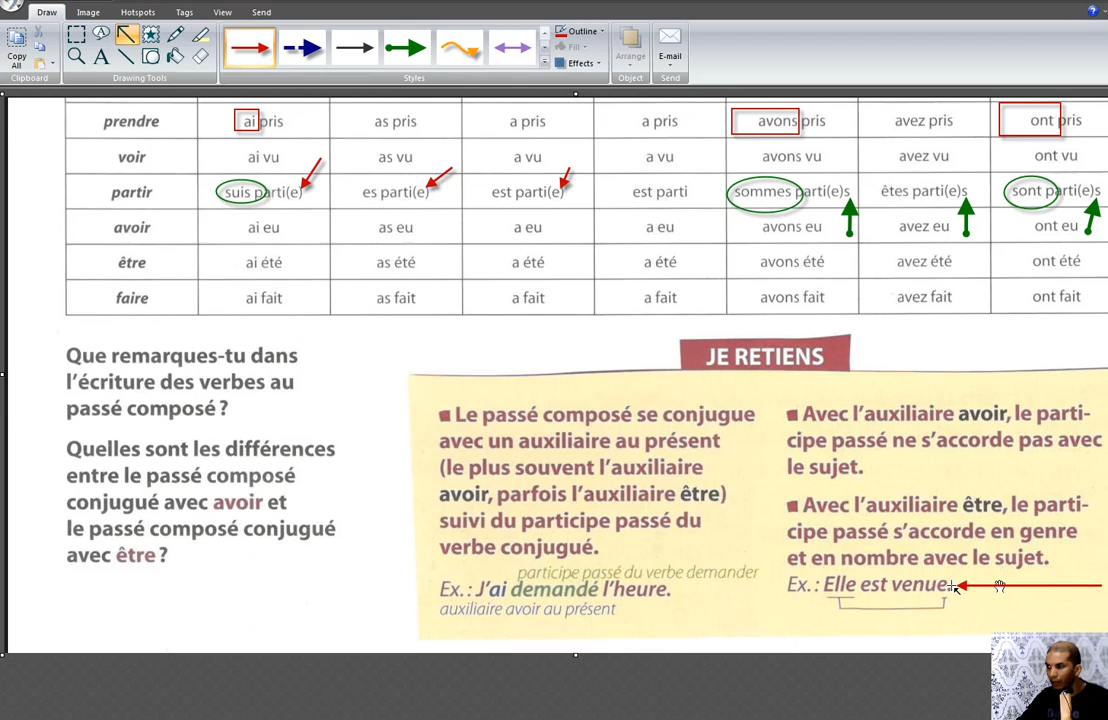 Draw Image Hotspots Tags View Send
Copy All
Clipboard
Drawing Tools
Styles
Outline
Fill
Effects
Arrange
Object
E-mail
Send
prendre ai pris as pris a pris a pris avons pris avez pris ont pris
voir ai vu as vu a vu a vu avons vu avez vu ont vu
partir suis parti(e) es parti(e) est parti(e) est parti sommes parti(e)s êtes parti(e)s sont parti(e)s
avoir ai eu as eu a eu a eu avons eu avez eu ont eu
être ai été as été a été a été avons été avez été ont été
faire ai fait as fait a fait a fait avons fait avez fait ont fait
Que remarques-tu dans
l'écriture des verbes au
passé composé ?
Quelles sont les différences
entre le passé composé
conjugué avec avoir et
le passé composé conjugué
avec être ?
JE RETIENS
Le passé composé se conjugue
avec un auxiliaire au présent
(le plus souvent l'auxiliaire
avoir, parfois l'auxiliaire être)
suivi du participe passé du
verbe conjugué.
participe passé du verbe demander
Ex. : J'ai demandé l'heure.
auxiliaire avoir au présent
Avec l'auxiliaire avoir, le parti-
cipe passé ne s'accorde pas avec
le sujet.
Avec l'auxiliaire être, le parti-
cipe passé s'accorde en genre
et en nombre avec le sujet.
Ex. : Elle est venue.